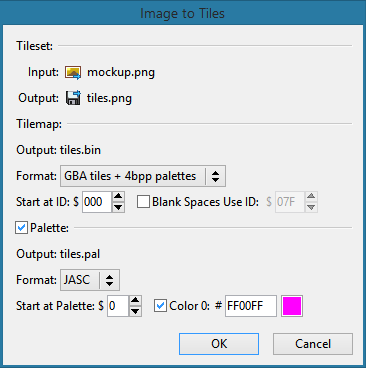 Image to Tiles
Tileset:
Input: mockup.png
Output: tiles.png
Tilemap:
Output: tiles.bin
Format: GBA tiles + 4bpp palettes
Start at ID: $ 000 Blank Spaces Use ID: $ 07F
Palette:
Output: tiles.pal
Format: JASC
Start at Palette: $ 0 Color 0: # FF00FF
OK Cancel